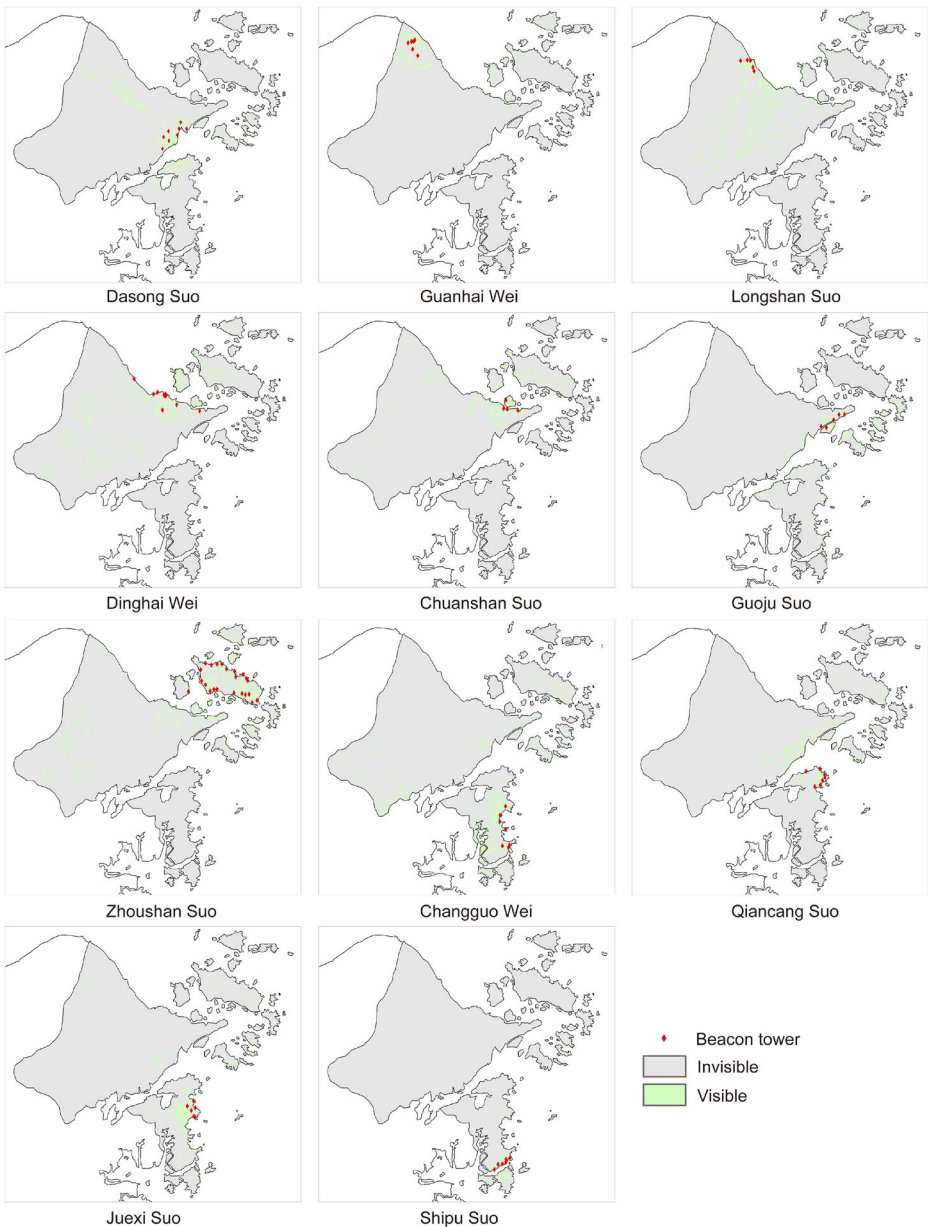 Dasong Suo
Guanhai Wei
Longshan Suo
Dinghai Wei
Chuanshan Suo
Guoju Suo
Zhoushan Suo
Changguo Wei
Qiancang Suo
Juexi Suo
Shipu Suo
Beacon tower
Invisible
Visible